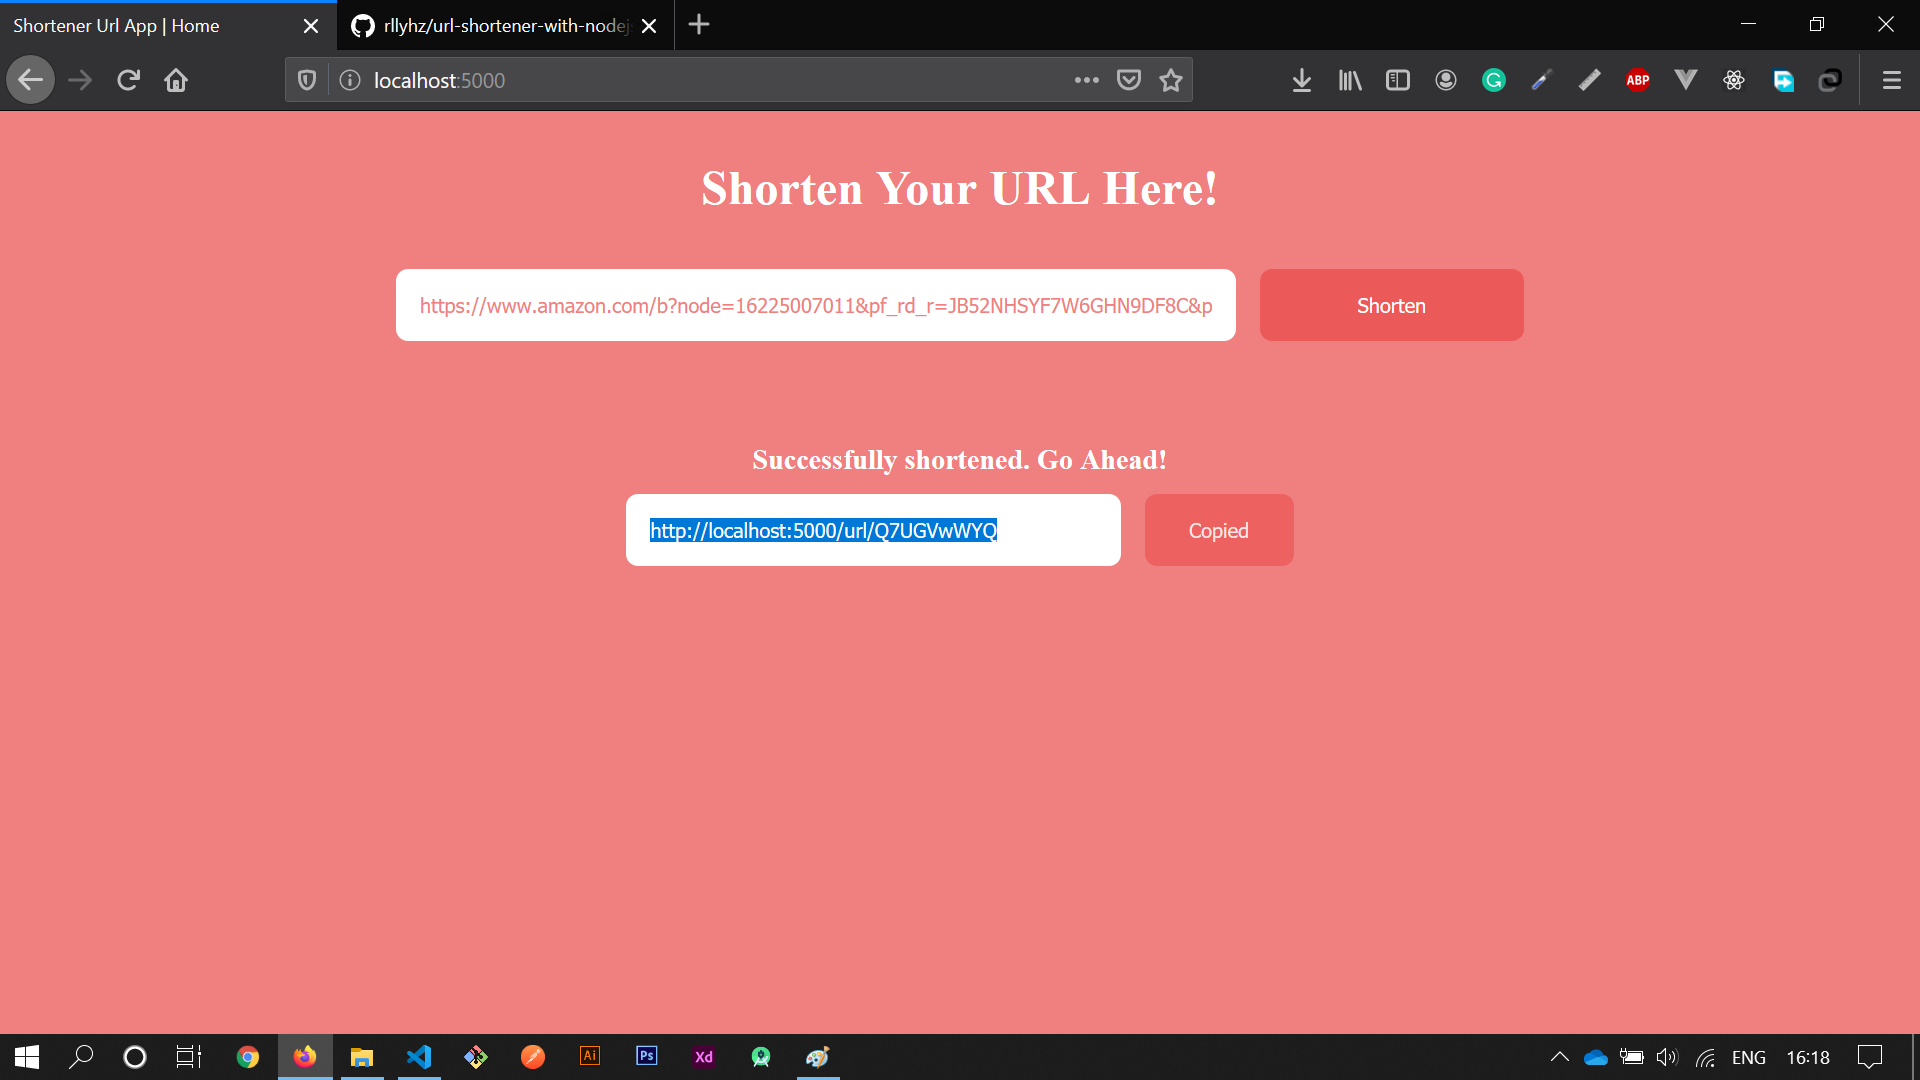 Shortener Url App | Home
rllyhz/url-shortener-with-nodejs
localhost:5000
ABP
Shorten Your URL Here!
https://www.amazon.com/b?node=16225007011&pf_rd_r=JB52NHSYF7W6GHN9DF8C&p
Shorten
Successfully shortened. Go Ahead!
http://localhost:5000/url/Q7UGVwWYQ
Copied
Ai
Ps
Xd
ENG
16:18